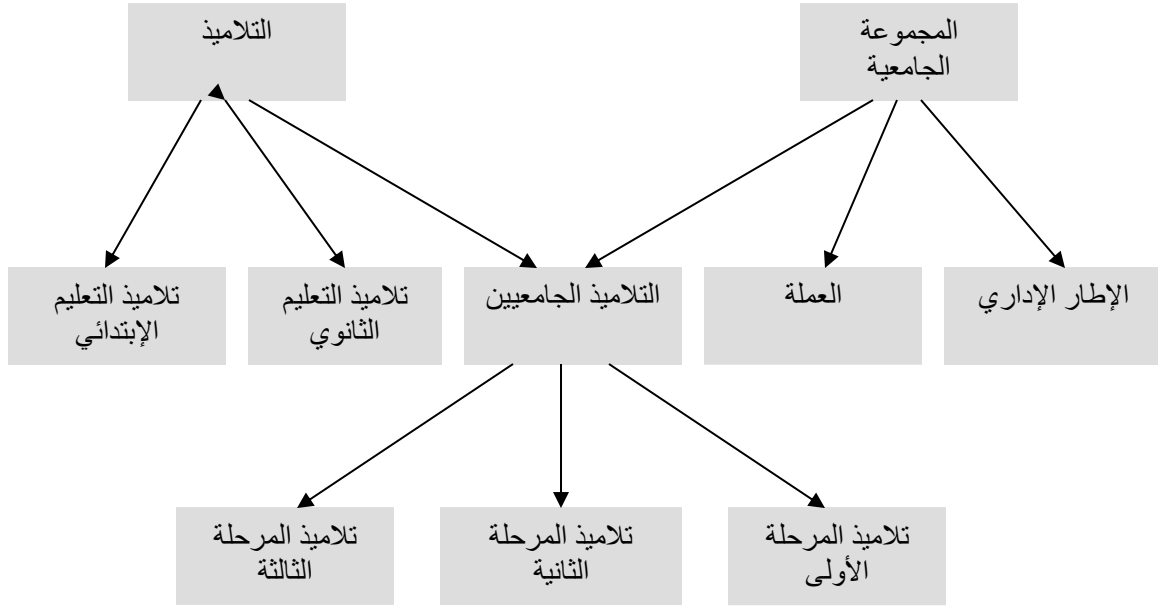 المجموعة
الجامعية
التلاميذ
الإطار الإداري
العملة
التلاميذ الجامعيين
تلاميذ التعليم
الثانوي
تلاميذ التعليم
الإبتدائي
تلاميذ المرحلة
الأولى
تلاميذ المرحلة
الثانية
تلاميذ المرحلة
الثالثة